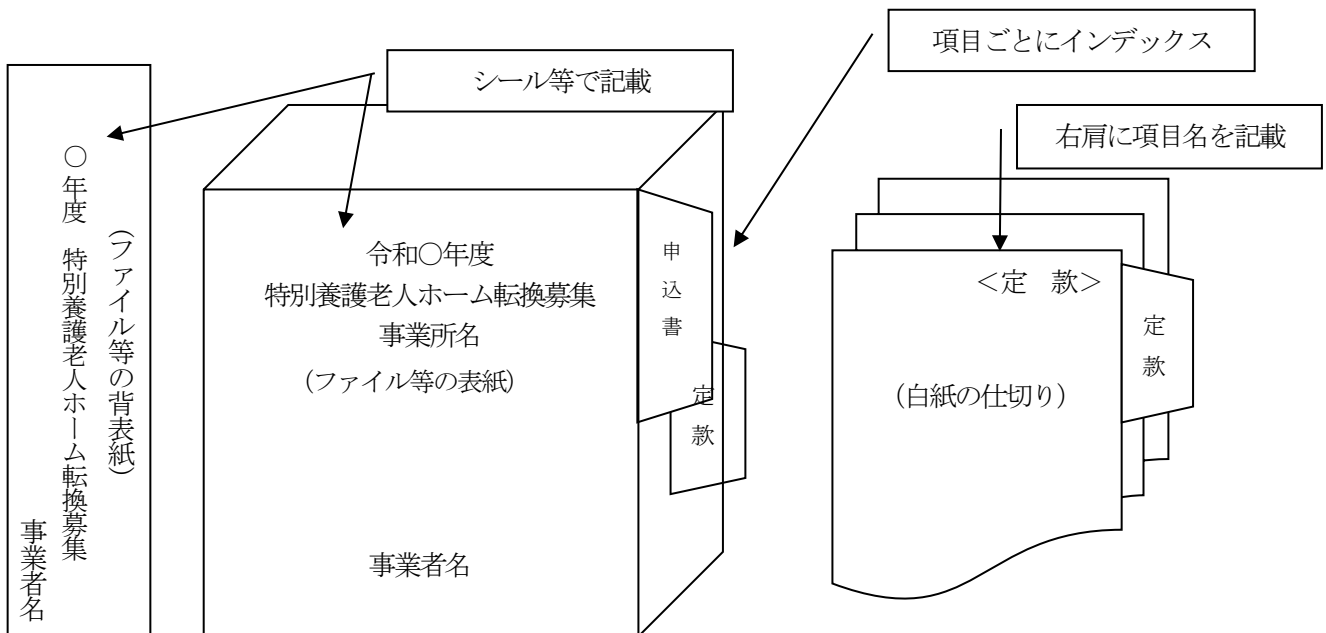 項目ごとにインデックス
シール等で記載
右肩に項目名を記載
(ファイル等の背表紙)
〇年度 特別養護老人ホーム転換募集
事業者名
令和〇年度
特別養護老人ホーム転換募集
事業所名
(ファイル等の表紙)
事業者名
申込書
定款
<定 款>
(白紙の仕切り)
定款